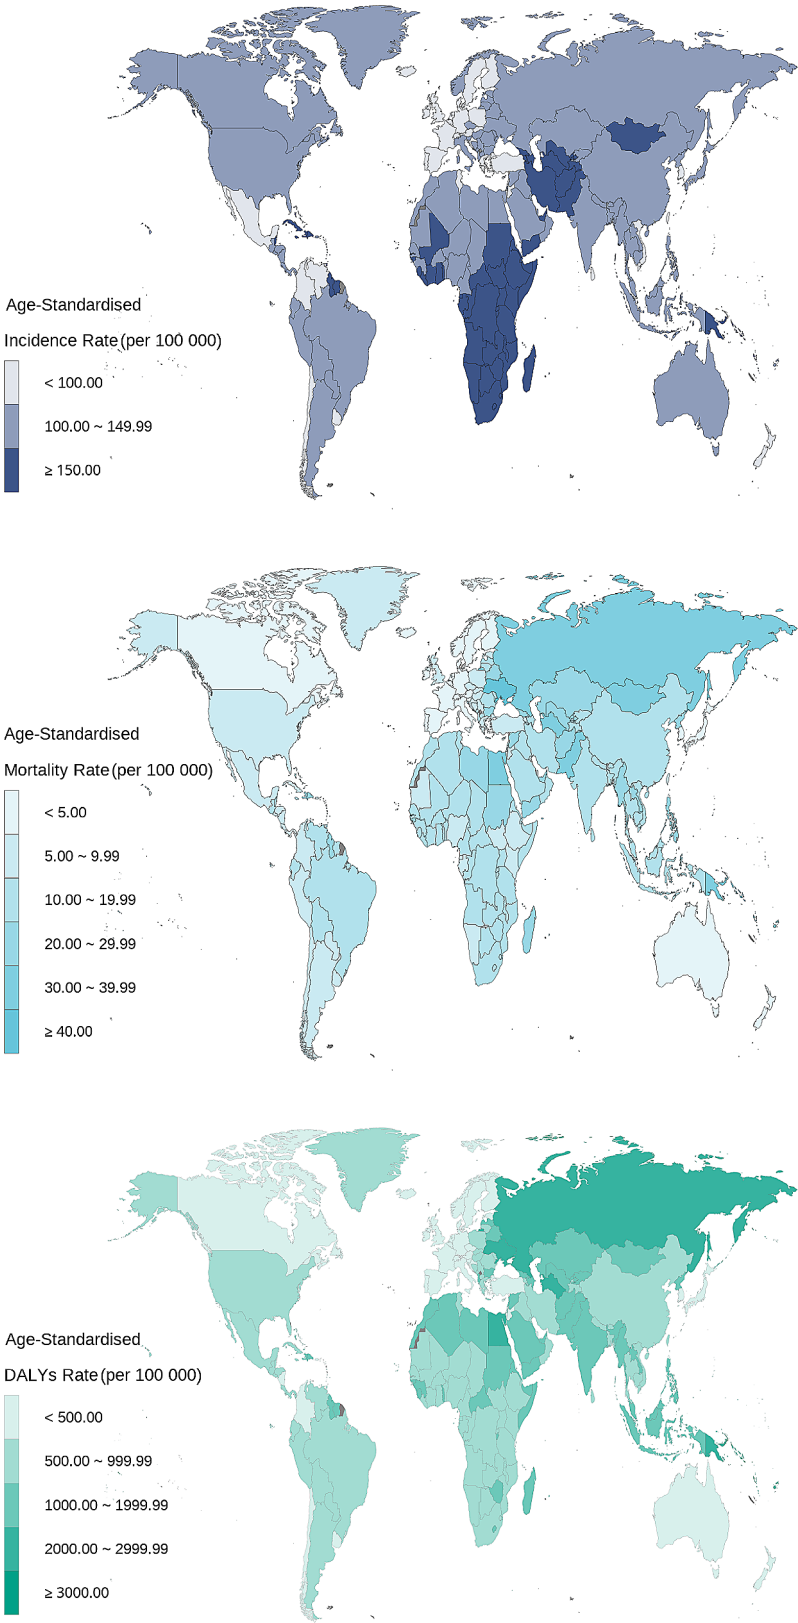 Age-Standardised
Incidence Rate (per 100 000)
< 100.00
100.00 ~ 149.99
≥ 150.00
Age-Standardised
Mortality Rate (per 100 000)
< 5.00
5.00 ~ 9.99
10.00 ~ 19.99
20.00 ~ 29.99
30.00 ~ 39.99
≥ 40.00
Age-Standardised
DALYs Rate (per 100 000)
< 500.00
500.00 ~ 999.99
1000.00 ~ 1999.99
2000.00 ~ 2999.99
≥ 3000.00